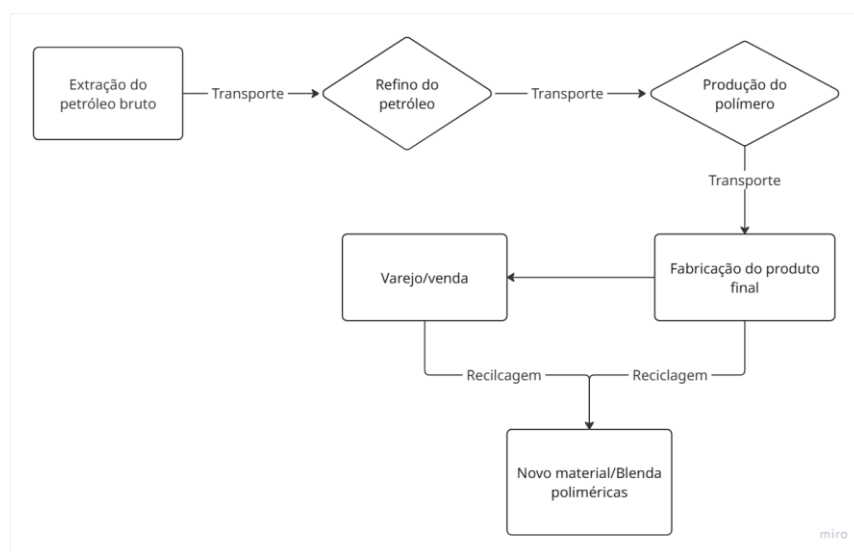 Extração do
petróleo bruto
Transporte
Refino do
petróleo
Transporte
Produção do
polímero
Transporte
Varejo/venda
Fabricação do produto
final
Recilcagem
Reciclagem
Novo material/Blenda
poliméricas
miro